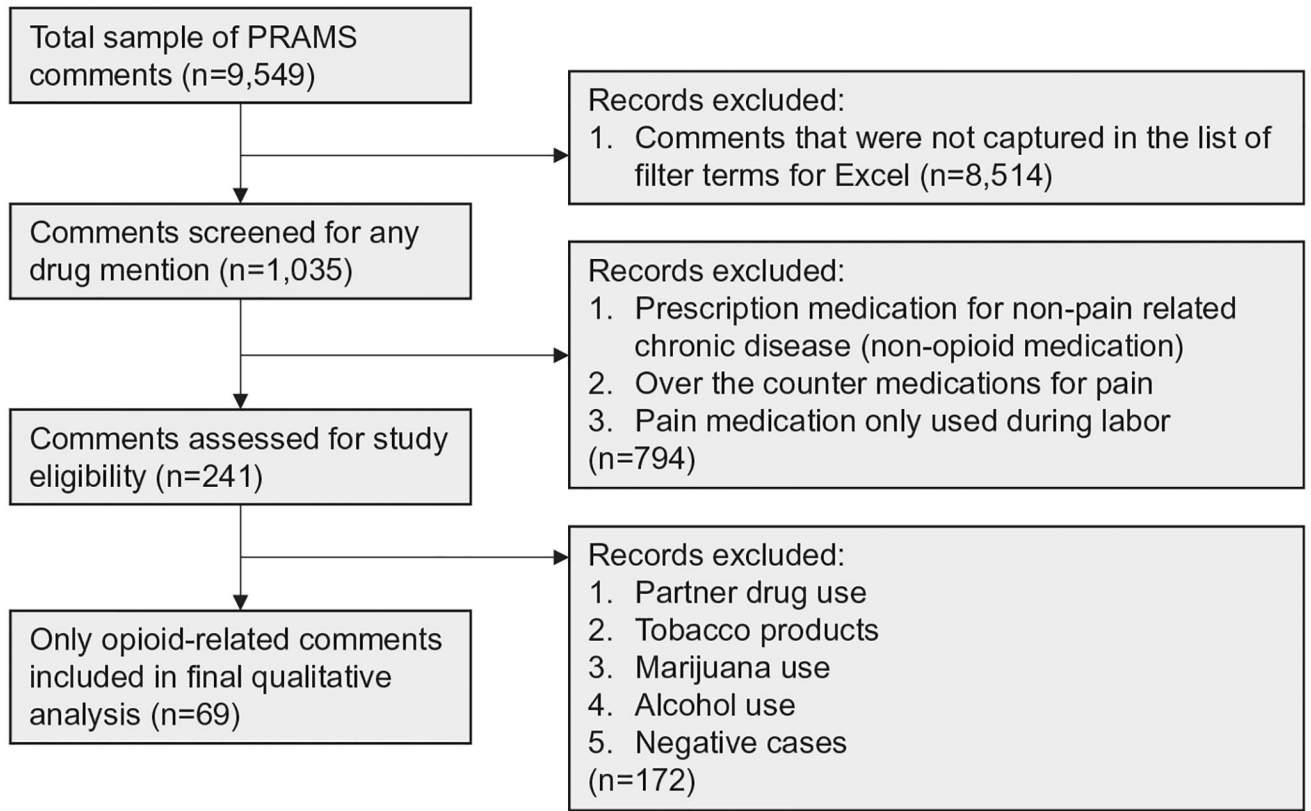 Total sample of PRAMS
comments (n=9,549)
Records excluded:
1. Comments that were not captured in the list of
filter terms for Excel (n=8,514)
Comments screened for any
drug mention (n=1,035)
Records excluded:
1. Prescription medication for non-pain related
chronic disease (non-opioid medication)
2. Over the counter medications for pain
3. Pain medication only used during labor
(n=794)
Comments assessed for study
eligibility (n=241)
Records excluded:
1. Partner drug use
2. Tobacco products
3. Marijuana use
4. Alcohol use
5. Negative cases
(n=172)
Only opioid-related comments
included in final qualitative
analysis (n=69)